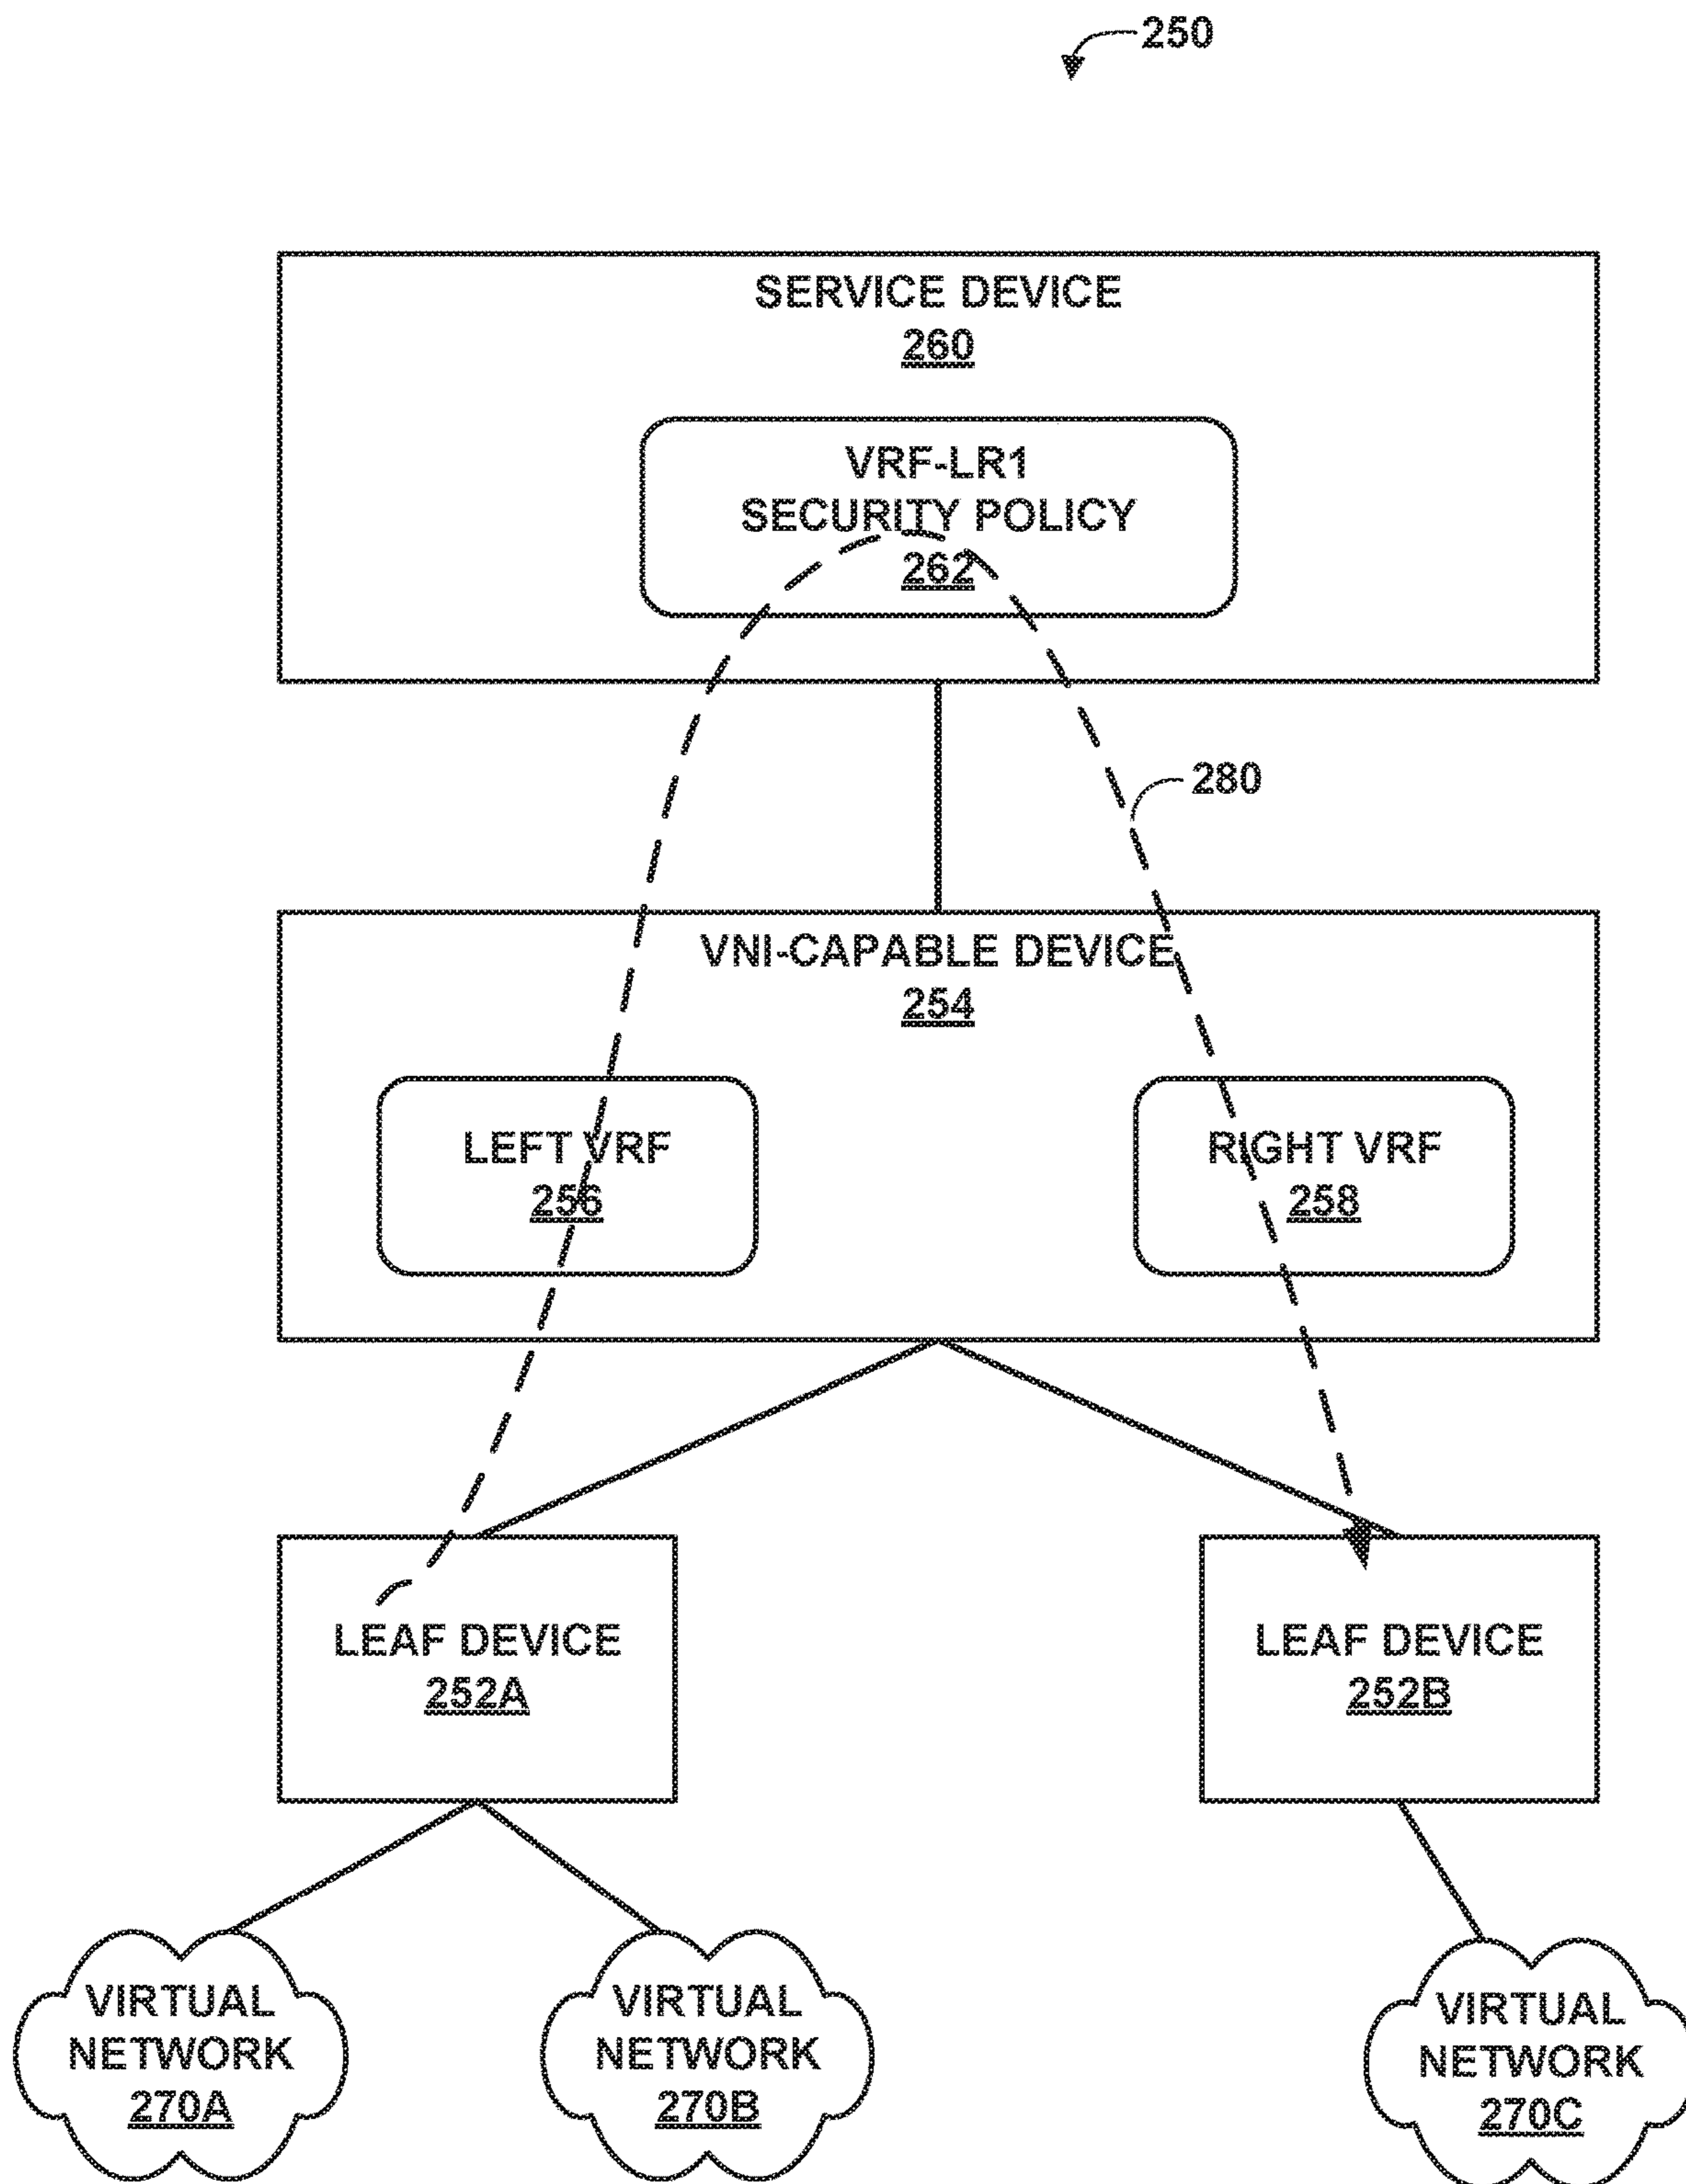 250
SERVICE DEVICE
260
VRF-LR1
SECURITY POLICY
262
280
VNI-CAPABLE DEVICE
254
LEFT VRF
256
RIGHT VRF
258
LEAF DEVICE
252A
LEAF DEVICE
252B
VIRTUAL
NETWORK
270A
VIRTUAL
NETWORK
270B
VIRTUAL
NETWORK
270C